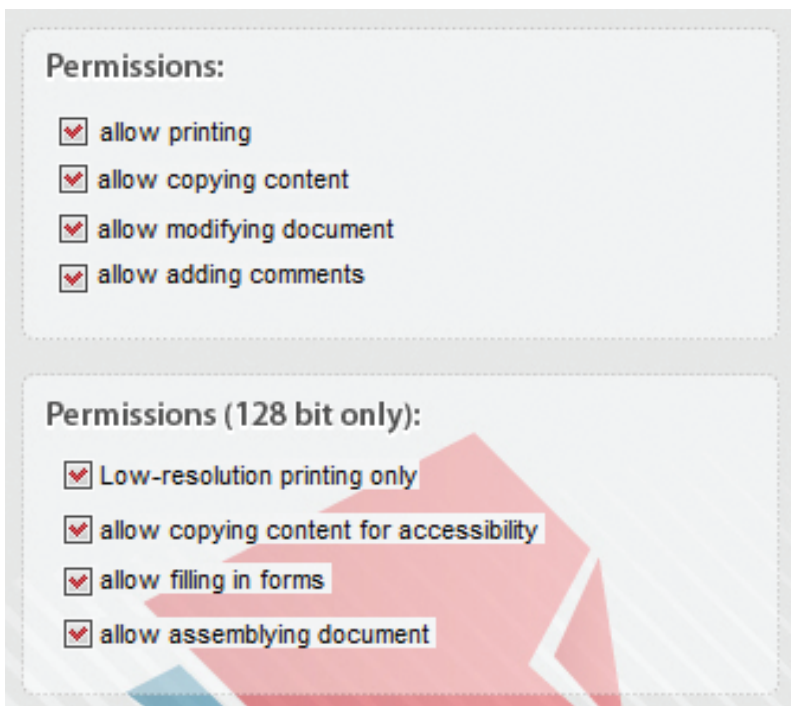 Permissions:
allow printing
allow copying content
allow modifying document
allow adding comments
Permissions (128 bit only):
Low-resolution printing only
allow copying content for accessibility
allow filling in forms
allow assemblying document